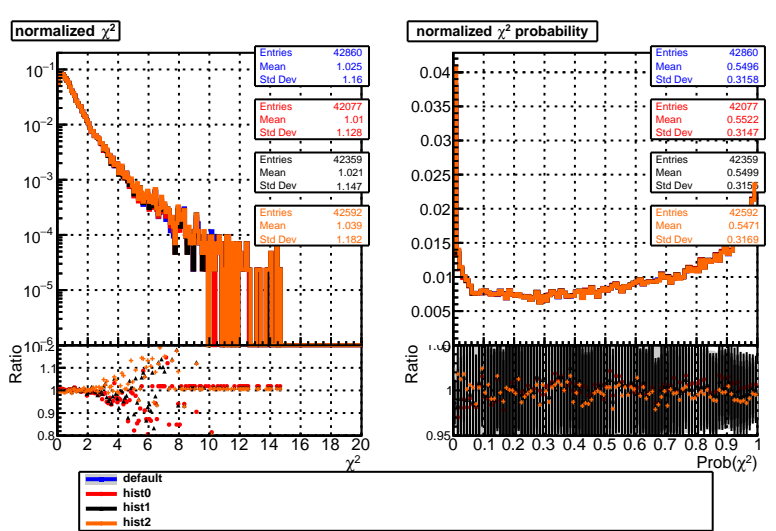 normalized χ²
Entries 42860
Mean 1.025
Std Dev 1.16
Entries 42077
Mean 1.01
Std Dev 1.128
Entries 42359
Mean 1.021
Std Dev 1.147
Entries 42592
Mean 1.039
Std Dev 1.182
10⁻¹
10⁻²
10⁻³
10⁻⁴
10⁻⁵
Ratio
1.1
1
0.9
0.8
0 2 4 6 8 10 12 14 16 18 20
χ²
normalized χ² probability
Entries 42860
Mean 0.5496
Std Dev 0.3158
Entries 42077
Mean 0.5522
Std Dev 0.3147
Entries 42359
Mean 0.5499
Std Dev
Entries 42592
Mean 0.5471
Std Dev 0.3169
0.04
0.035
0.03
0.025
0.02
0.015
0.01
0.005
Ratio
1
0.95
0 0.1 0.2 0.3 0.4 0.5 0.6 0.7 0.8 0.9 1
Prob(χ²)
default
hist0
hist1
hist2